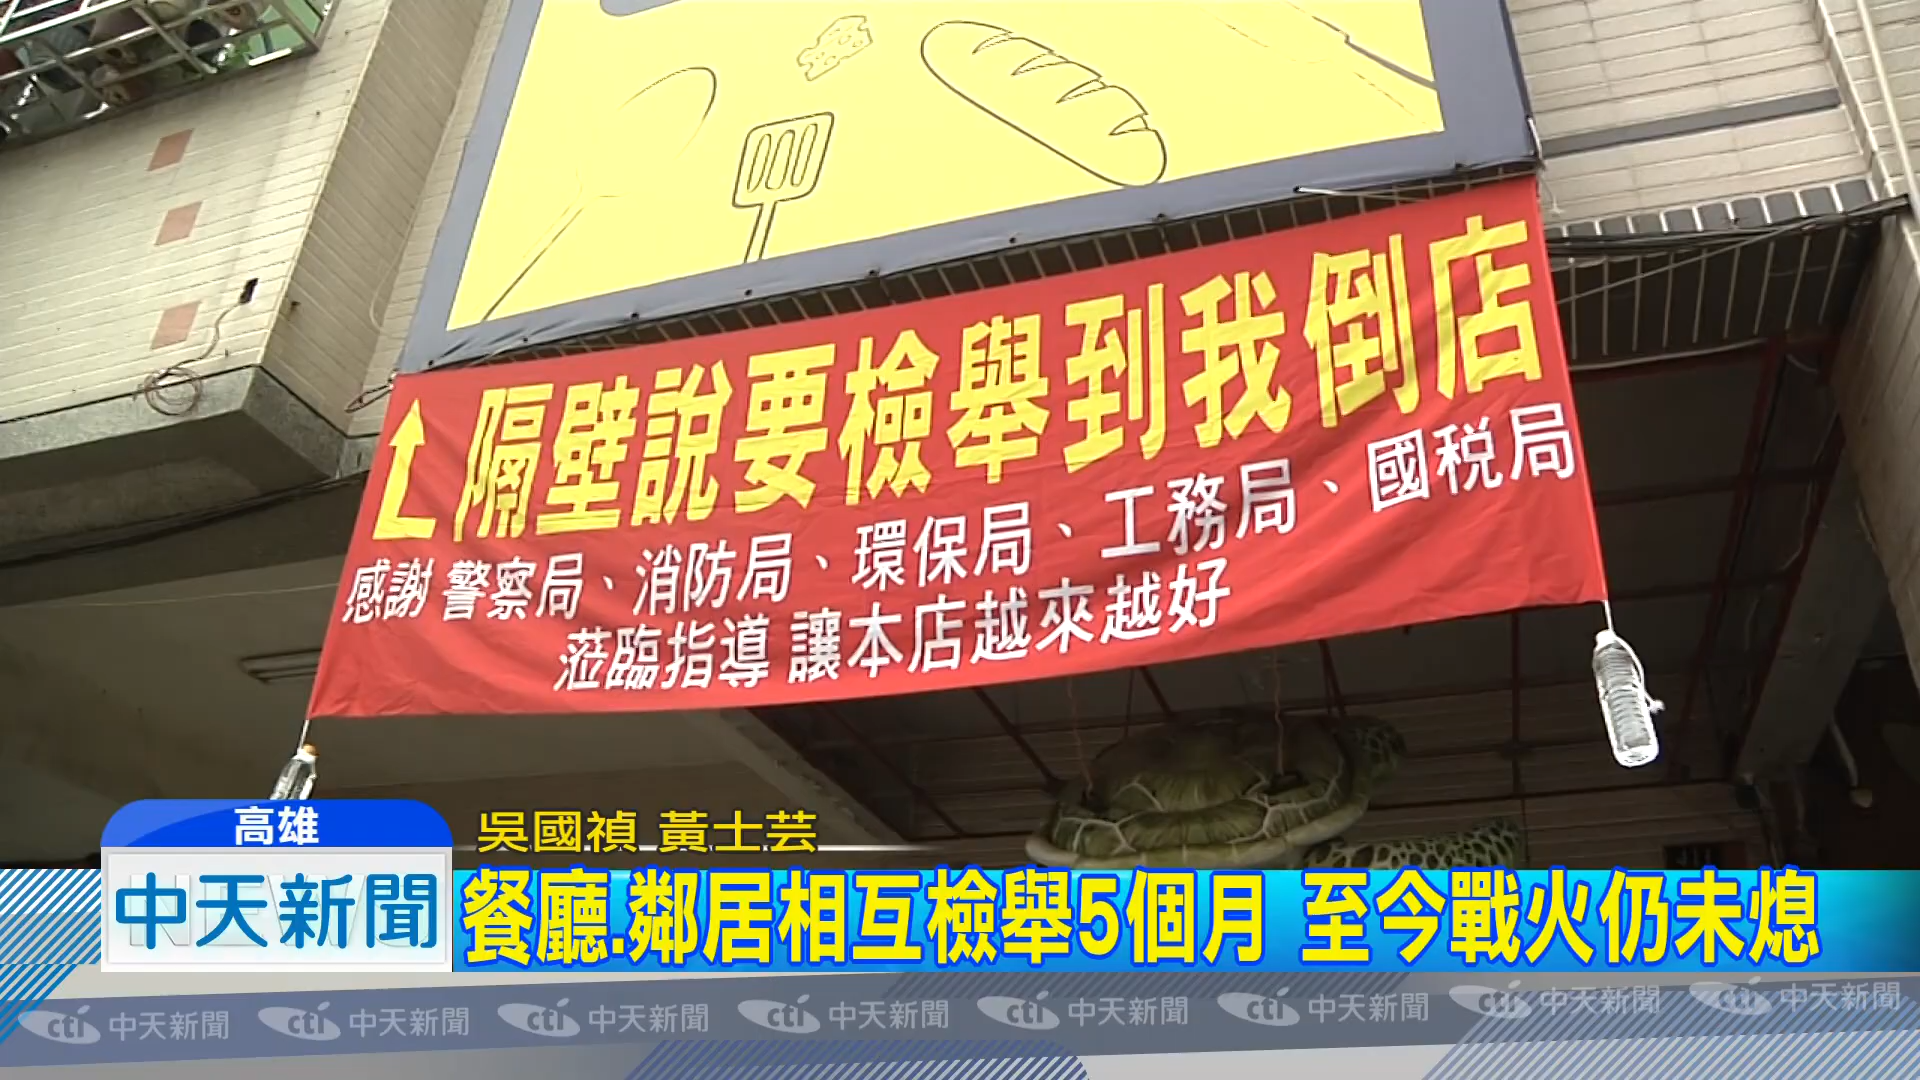 隔壁說要檢舉到我倒店
感謝 警察局、消防局、環保局、工務局、國税局
蒞臨指導 讓本店越來越好
高雄
吳國禎 黃士芸
中天新聞
餐廳.鄰居相互檢舉5個月 至今戰火仍未熄
cti 中天新聞 cti 中天新聞 cti 中天新聞 cti 中天新聞 cti 中天新聞 cti 中天新聞 cti 中天新聞 cti 中天新聞